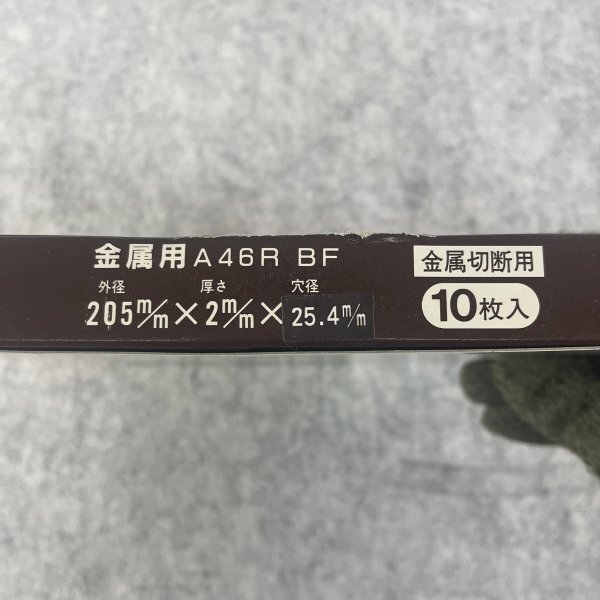 金属用 A46R BF
外径 厚さ 穴径
205m/m×2m/m×25.4m/m
金属切断用
10枚入